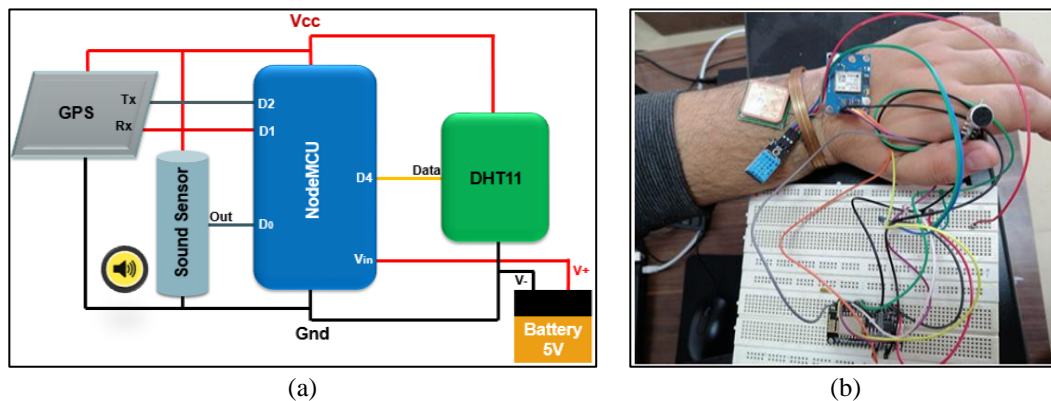 Vcc
GPS
Tx
Rx
D2
D1
NodeMCU
D4
Data
DHT11
Sound Sensor
Out
D0
Vin
V+
V-
Gnd
Battery
5V
(a)
(b)